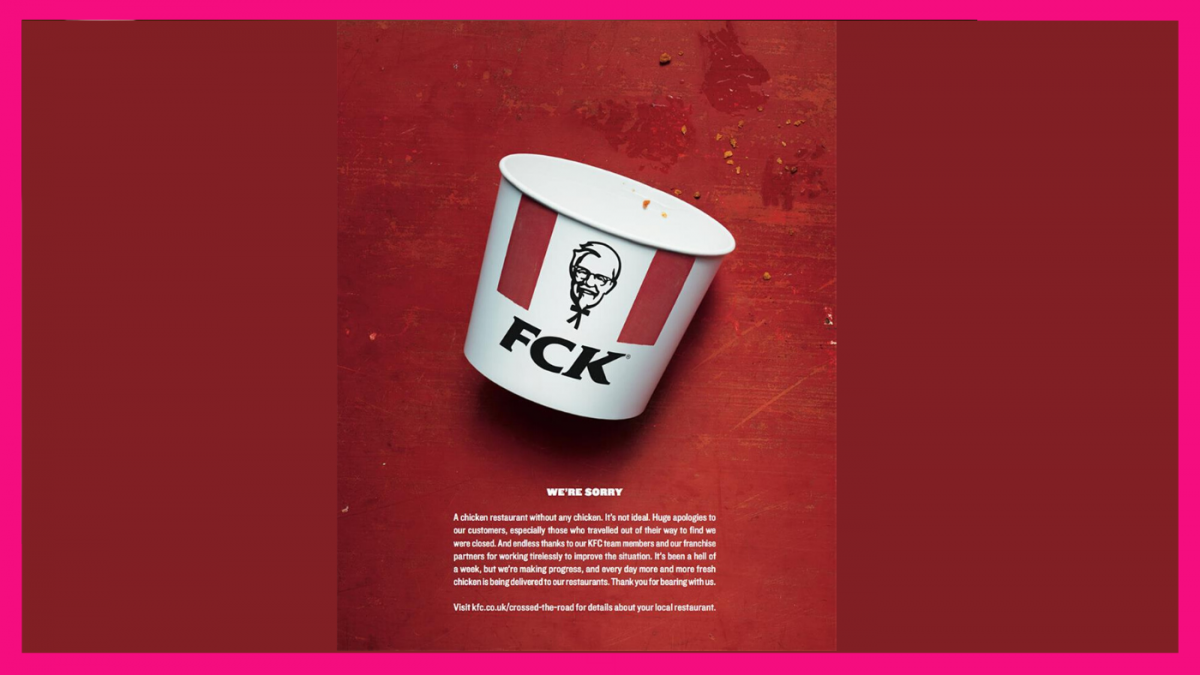 FCK
WE'RE SORRY
A chicken restaurant without any chicken. It's not ideal. Huge apologies to
our customers, especially those who travelled out of their way to find we
were closed. And endless thanks to our KFC team members and our franchise
partners for working tirelessly to improve the situation. It's been a hell of
a week, but we're making progress, and every day more and more fresh
chicken is being delivered to our restaurants. Thank you for bearing with us.
Visit kfc.co.uk/crossed-the-road for details about your local restaurant.